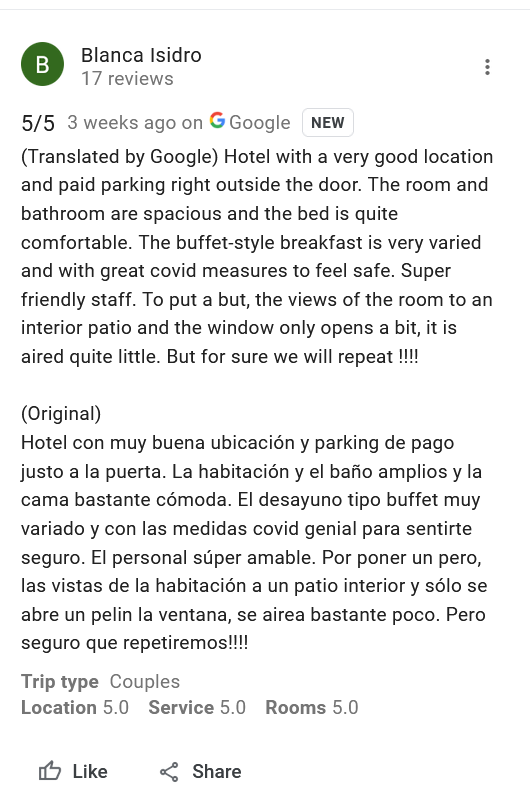 B
Blanca Isidro
17 reviews
5/5 3 weeks ago on Google NEW
(Translated by Google) Hotel with a very good location
and paid parking right outside the door. The room and
bathroom are spacious and the bed is quite
comfortable. The buffet-style breakfast is very varied
and with great covid measures to feel safe. Super
friendly staff. To put a but, the views of the room to an
interior patio and the window only opens a bit, it is
aired quite little. But for sure we will repeat !!!!
(Original)
Hotel con muy buena ubicación y parking de pago
justo a la puerta. La habitación y el baño amplios y la
cama bastante cómoda. El desayuno tipo buffet muy
variado y con las medidas covid genial para sentirte
seguro. El personal súper amable. Por poner un pero,
las vistas de la habitación a un patio interior y sólo se
abre un pelin la ventana, se airea bastante poco. Pero
seguro que repetiremos!!!!
Trip type Couples
Location 5.0 Service 5.0 Rooms 5.0
Like Share